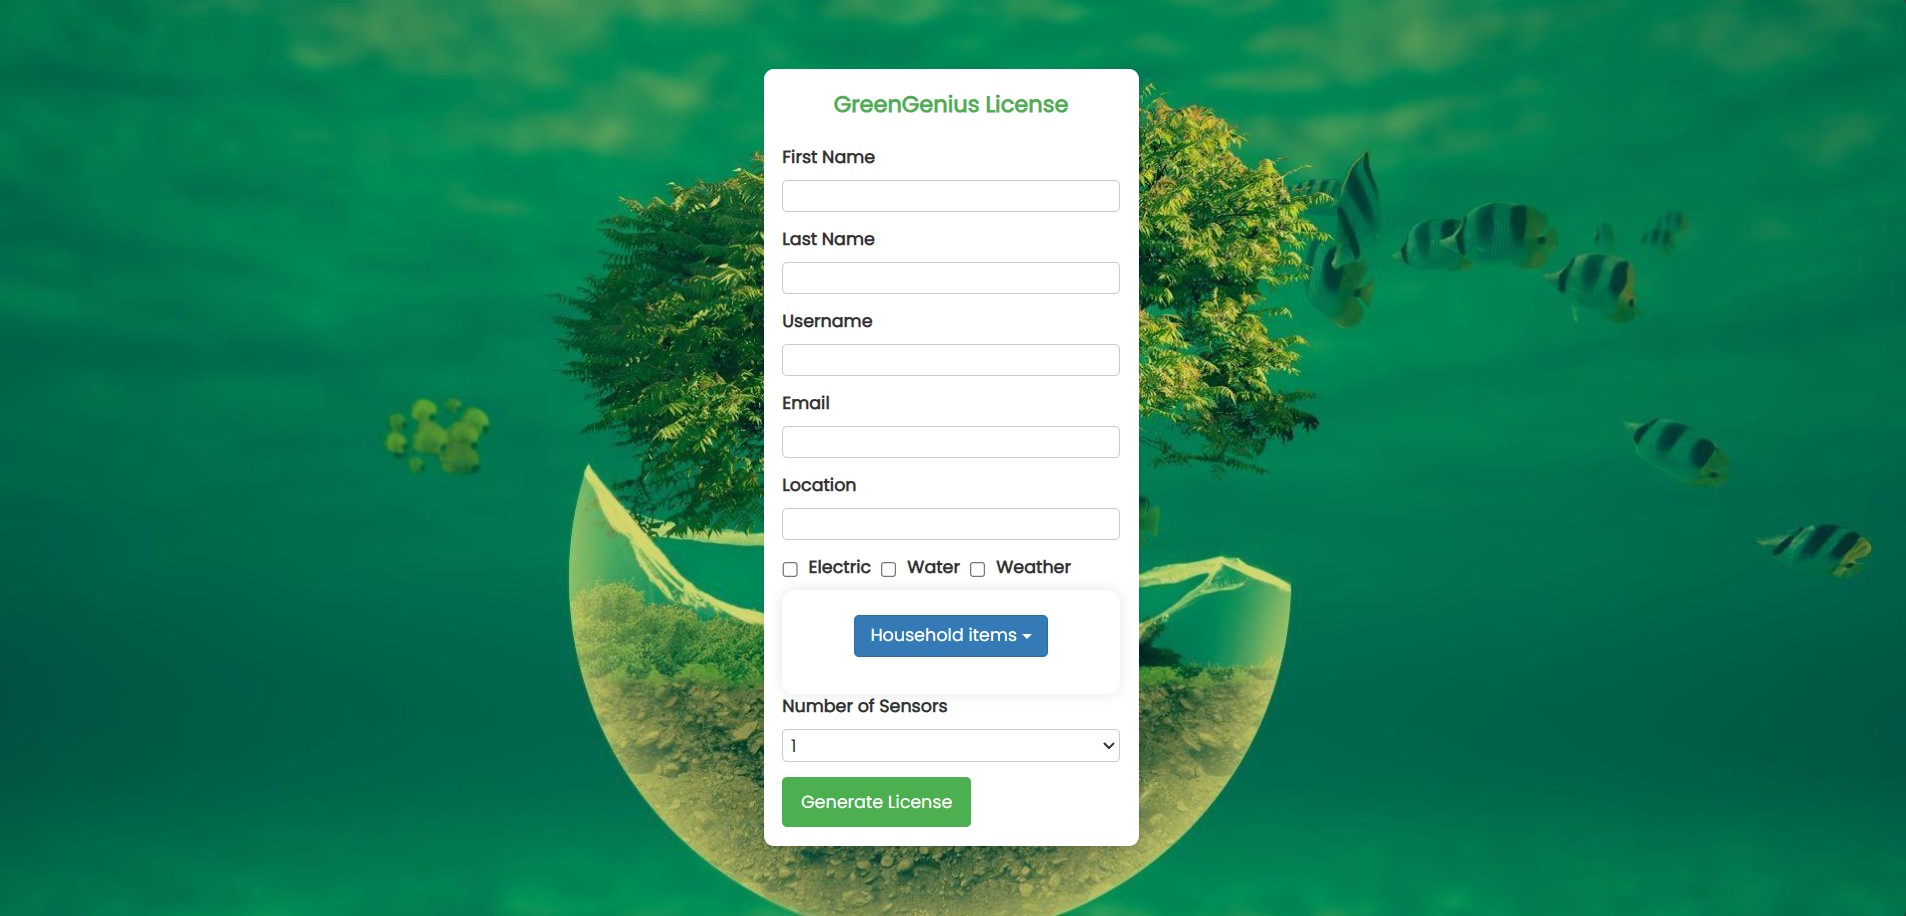 GreenGenius License
First Name
Last Name
Username
Email
Location
Electric Water Weather
Household items
Number of Sensors
1
Generate License